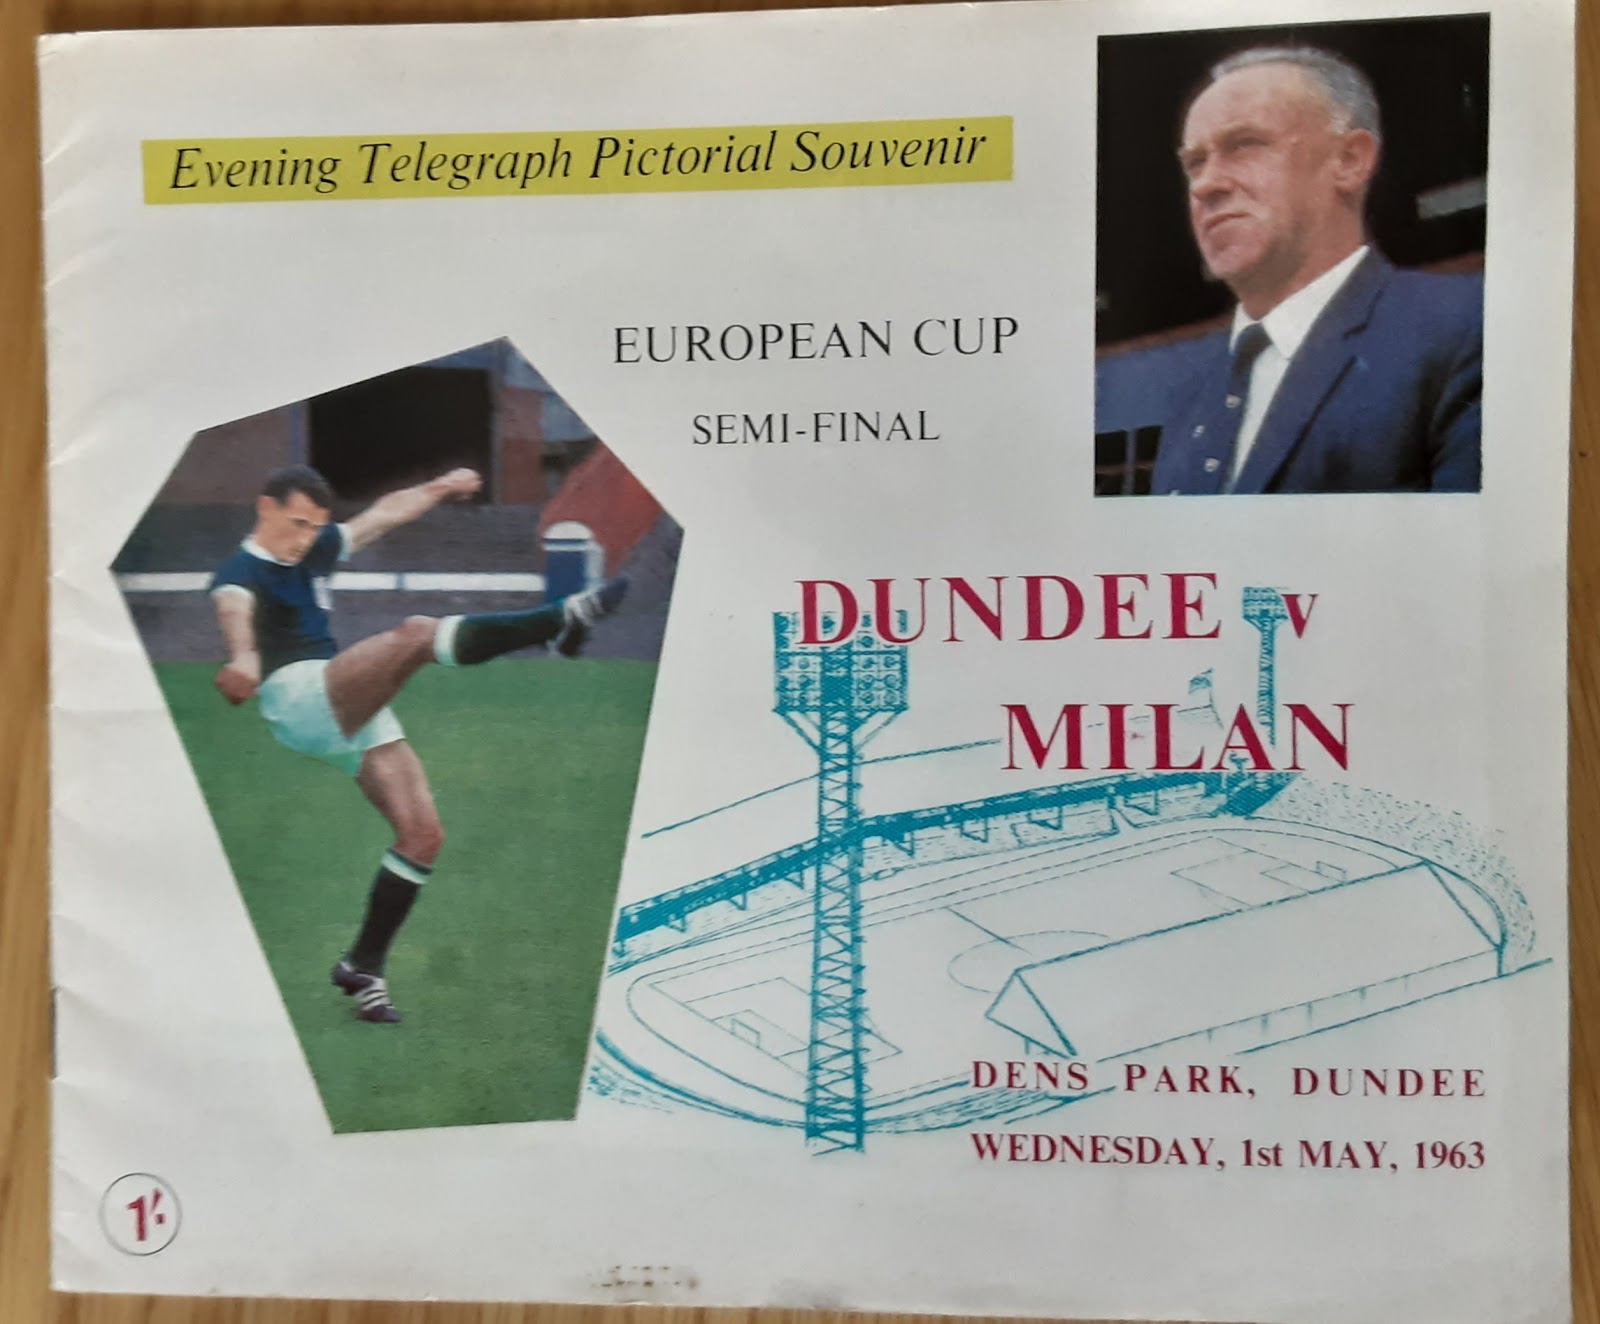 Evening Telegraph Pictorial Souvenir
EUROPEAN CUP
SEMI-FINAL
DUNDEE v
MILAN
DENS PARK, DUNDEE
WEDNESDAY, 1st MAY, 1963
1/-